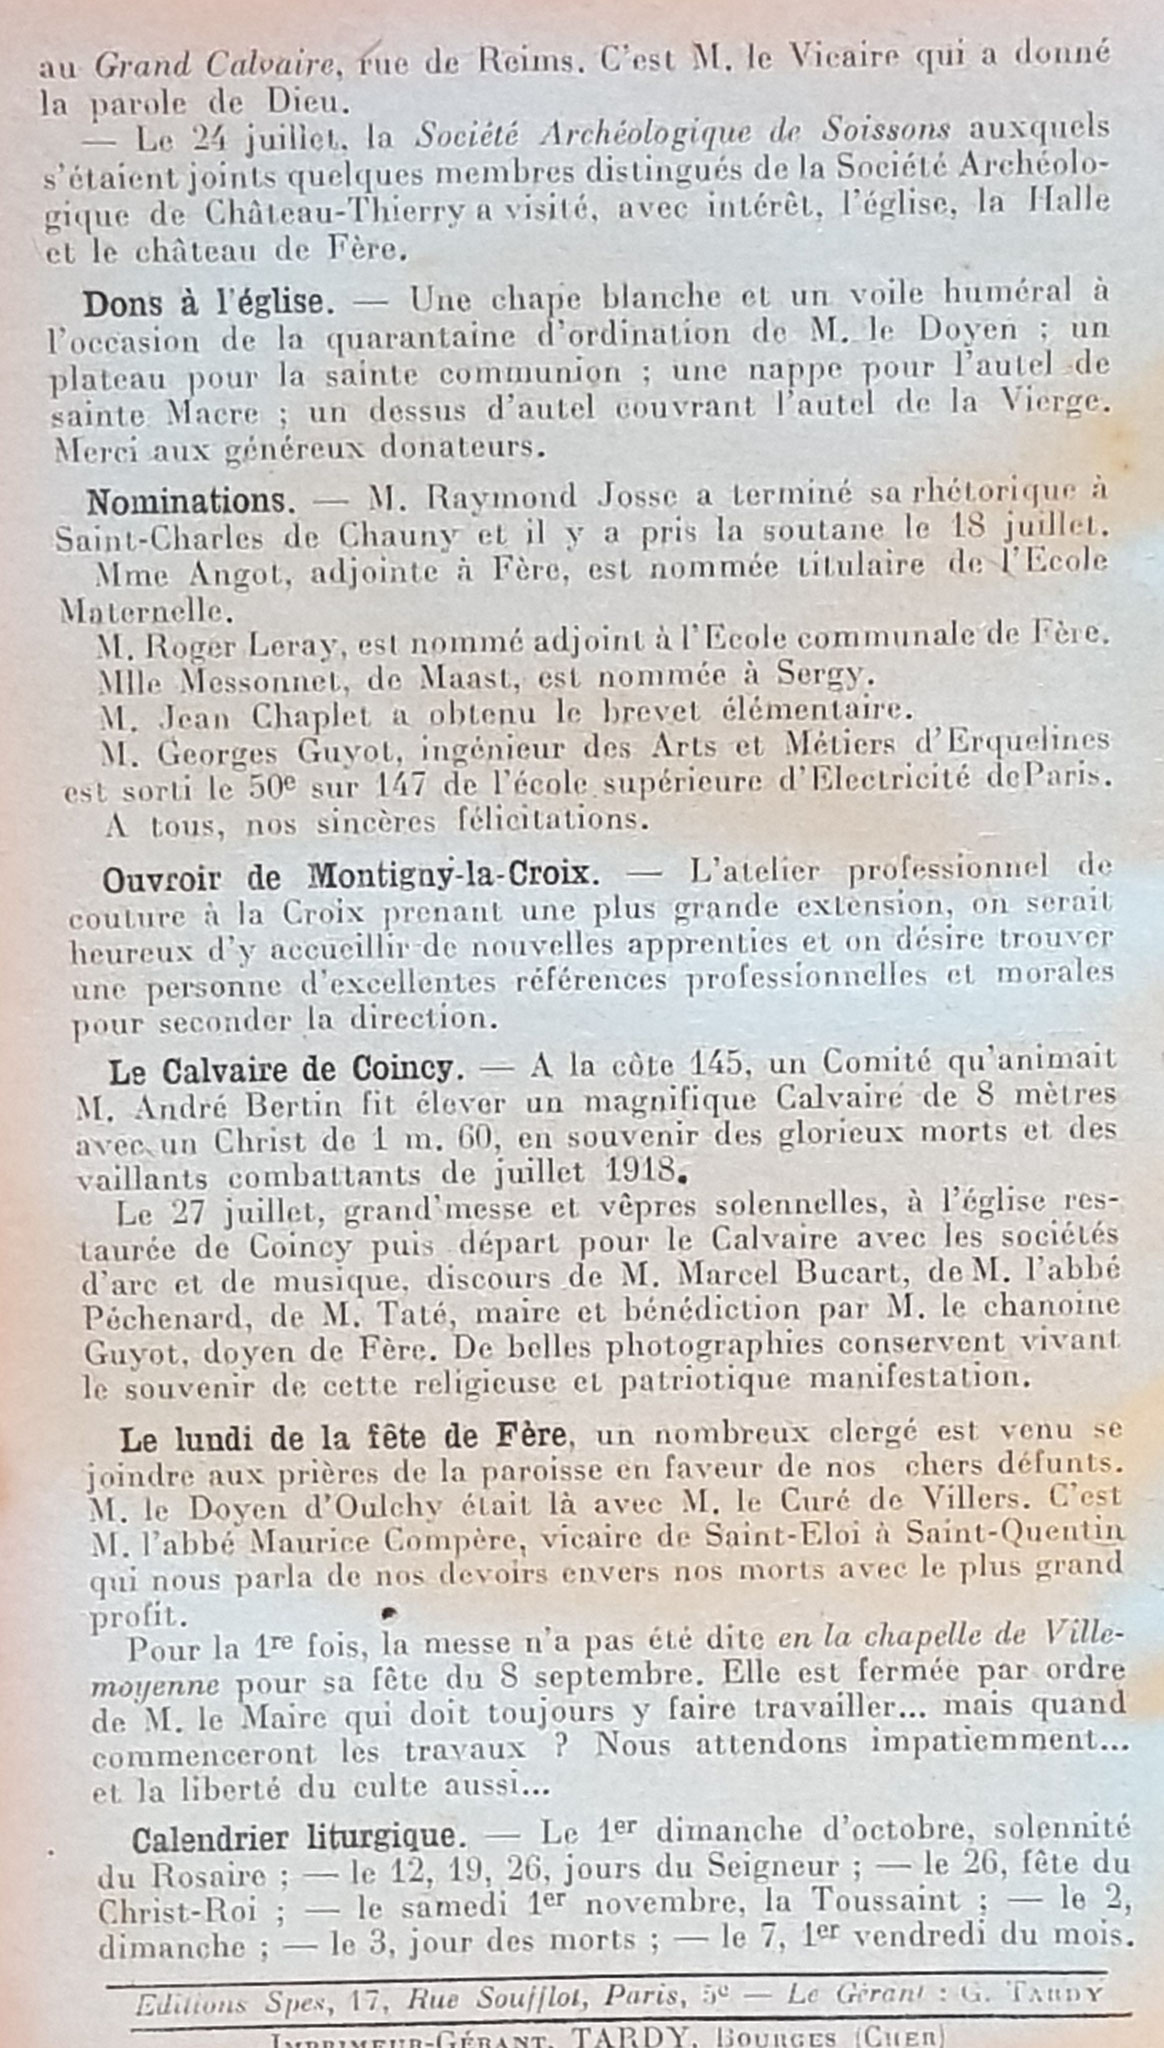 au Grand Calvaire, rue de Reims. C'est M. le Vicaire qui a donné
la parole de Dieu.
— Le 24 juillet, la Société Archéologique de Soissons auxquels
s'étaient joints quelques membres distingués de la Société Archéolo-
gique de Château-Thierry a visité, avec intérêt, l'église, la Halle
et le château de Fère.
Dons à l'église. — Une chape blanche et un voile huméral à
l'occasion de la quarantaine d'ordination de M. le Doyen ; un
plateau pour la sainte communion ; une nappe pour l'autel de
sainte Macre ; un dessus d'autel couvrant l'autel de la Vierge.
Merci aux généreux donateurs.
Nominations. — M. Raymond Josse a terminé sa rhétorique à
Saint-Charles de Chauny et il y a pris la soutane le 18 juillet.
Mme Angot, adjointe à Fère, est nommée titulaire de l'Ecole
Maternelle.
M. Roger Leray, est nommé adjoint à l'Ecole communale de Fère.
Mlle Messonnet, de Maast, est nommée à Sergy.
M. Jean Chaplet a obtenu le brevet élémentaire.
M. Georges Guyot, ingénieur des Arts et Métiers d'Erquelines
est sorti le 50e sur 147 de l'école supérieure d'Electricité de Paris.
A tous, nos sincères félicitations.
Ouvroir de Montigny-la-Croix. — L'atelier professionnel de
couture à la Croix prenant une plus grande extension, on serait
heureux d'y accueillir de nouvelles apprenties et on désire trouver
une personne d'excellentes références professionnelles et morales
pour seconder la direction.
Le Calvaire de Coincy. — A la côte 145, un Comité qu'animait
M. André Bertin fit élever un magnifique Calvaire de 8 mètres
avec un Christ de 1 m. 60, en souvenir des glorieux morts et des
vaillants combattants de juillet 1918.
Le 27 juillet, grand'messe et vêpres solennelles, à l'église res-
taurée de Coincy puis départ pour le Calvaire avec les sociétés
d'arc et de musique, discours de M. Marcel Bucart, de M. l'abbé
Péchenard, de M. Taté, maire et bénédiction par M. le chanoine
Guyot, doyen de Fère. De belles photographies conservent vivant
le souvenir de cette religieuse et patriotique manifestation.
Le lundi de la fête de Fère, un nombreux clergé est venu se
joindre aux prières de la paroisse en faveur de nos chers défunts.
M. le Doyen d'Oulchy était là avec M. le Curé de Villers. C'est
M. l'abbé Maurice Compère, vicaire de Saint-Eloi à Saint-Quentin
qui nous parla de nos devoirs envers nos morts avec le plus grand
profit.
Pour la 1re fois, la messe n'a pas été dite en la chapelle de Ville-
moyenne pour sa fête du 8 septembre. Elle est fermée par ordre
de M. le Maire qui doit toujours y faire travailler... mais quand
commenceront les travaux ? Nous attendons impatiemment...
et la liberté du culte aussi...
Calendrier liturgique. — Le 1er dimanche d'octobre, solennité
du Rosaire ; — le 12, 19, 26, jours du Seigneur ; — le 26, fête du
Christ-Roi ; — le samedi 1er novembre, la Toussaint ; — le 2,
dimanche ; — le 3, jour des morts ; — le 7, 1er vendredi du mois.
Editions Spes, 17, Rue Soufflot, Paris, 5e — Le Gérant : G. TARDY
IMPRIMEUR-GÉRANT, TARDY, BOURGES (CHER)